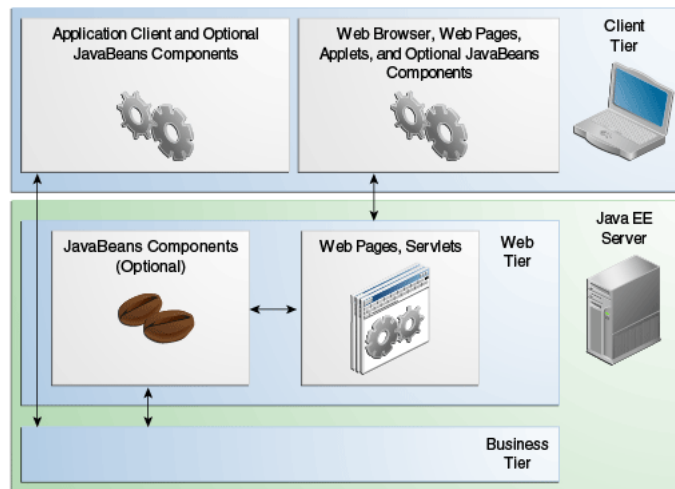 Application Client and Optional
JavaBeans Components
Web Browser, Web Pages,
Applets, and Optional JavaBeans
Components
Client
Tier
JavaBeans Components
(Optional)
Web Pages, Servlets
Web
Tier
Java EE
Server
Business
Tier